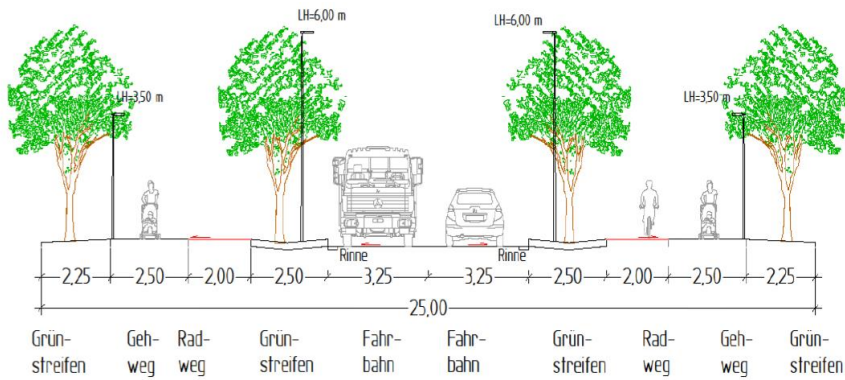 LH=6,00 m
LH=6,00 m
LH=3,50 m
LH=3,50 m
Rinne
Rinne
2,25 2,50 2,00 2,50 3,25 3,25 2,50 2,00 2,50 2,25
25,00
Grün- Geh- Rad- Grün- Fahr- Fahr- Grün- Rad- Geh- Grün-
streifen weg weg streifen bahn bahn streifen weg weg streifen